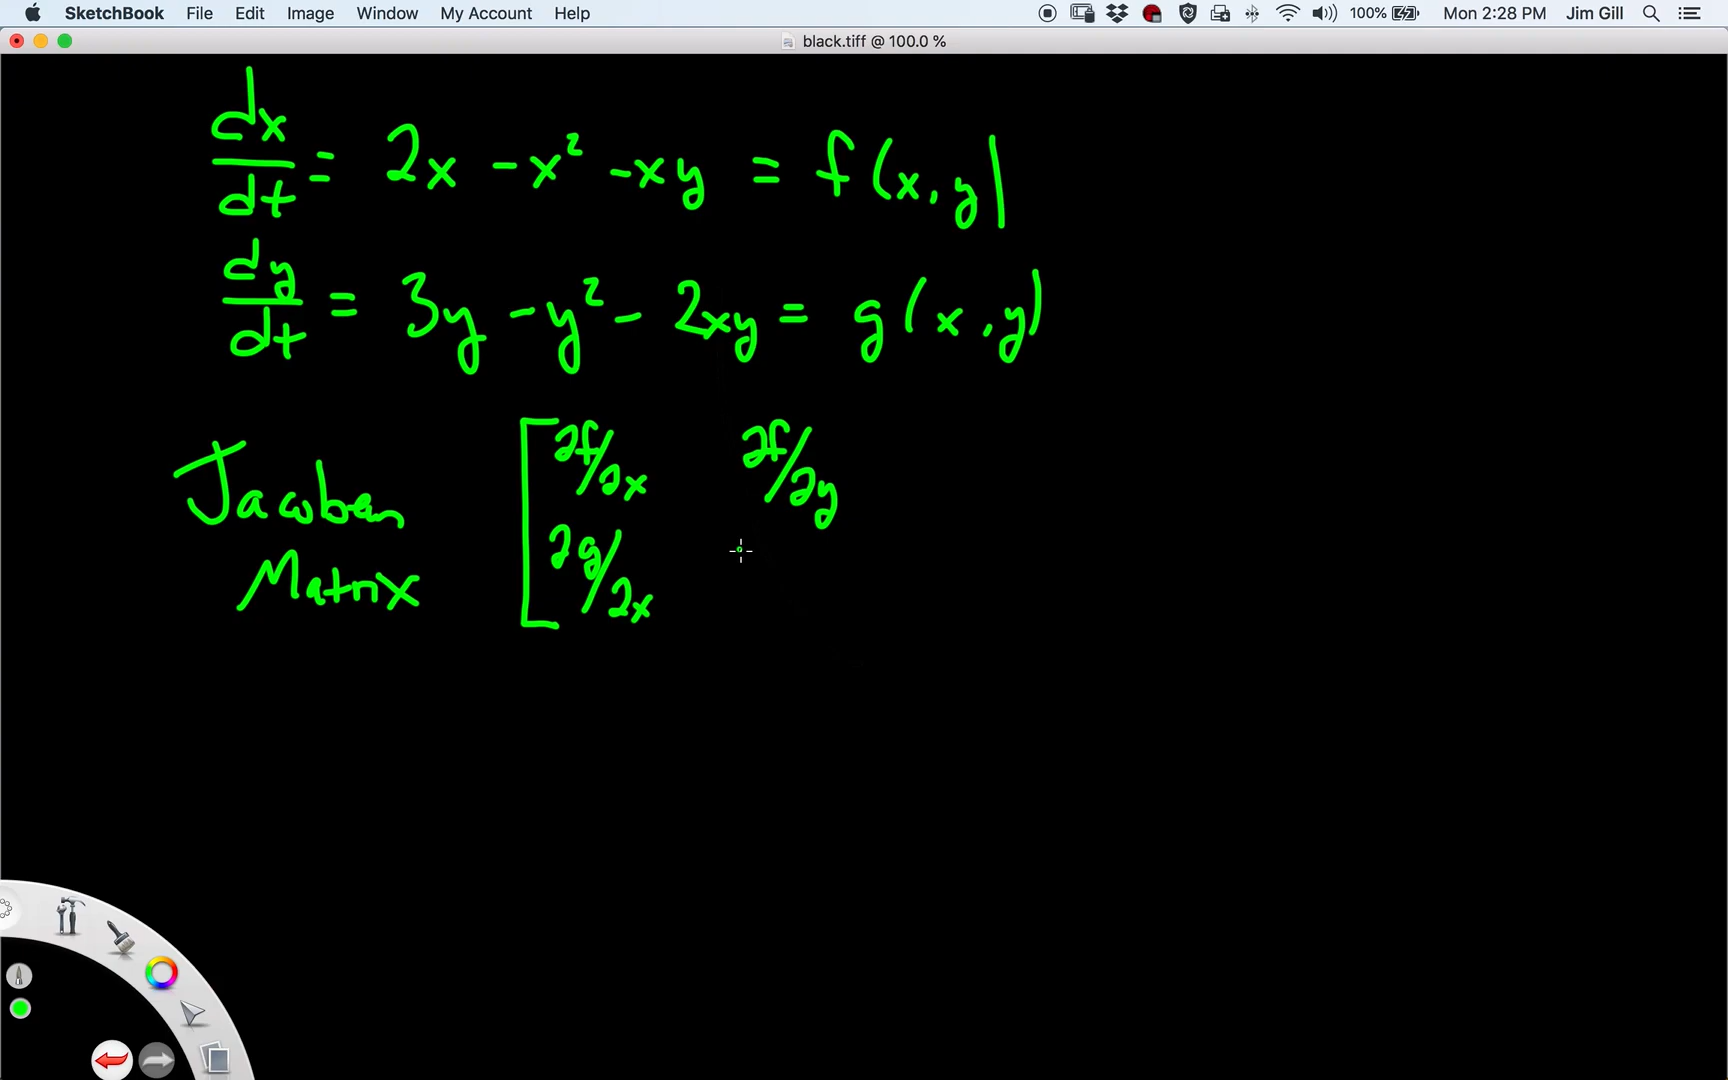 SketchBook File Edit Image Window My Account Help 100% Mon 2:28 PM Jim Gill
black.tiff @ 100.0 %
dx/dt = 2x - x² - xy = f(x,y)
dy/dt = 3y - y² - 2xy = g(x,y)
Jacobean
Matrix
[∂f/∂x ∂f/∂y
∂g/∂x